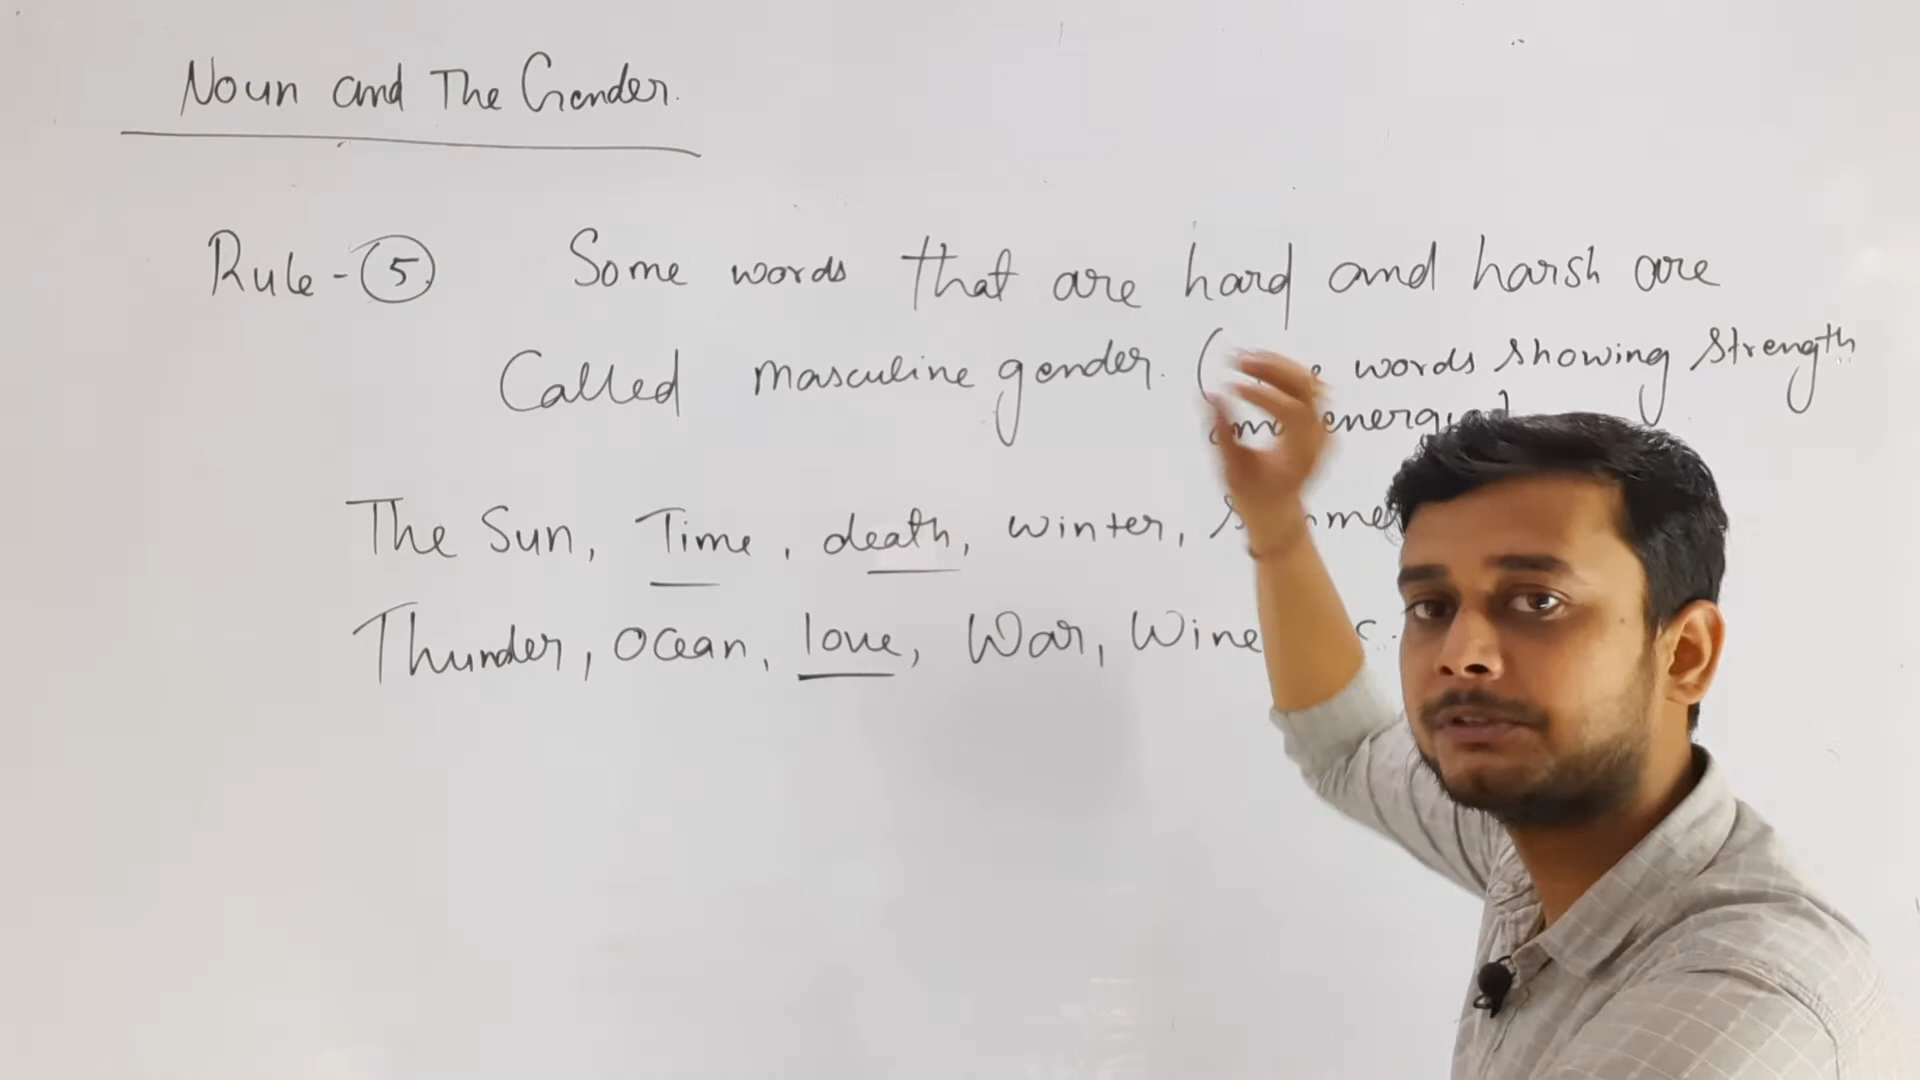 Noun and The Gender.
Rule - 5 Some words that are hard and harsh are
Called masculine gender. ( words showing strength
and energy
The Sun, Time, death, winter,
Thunder, ocean, love, War, Wine